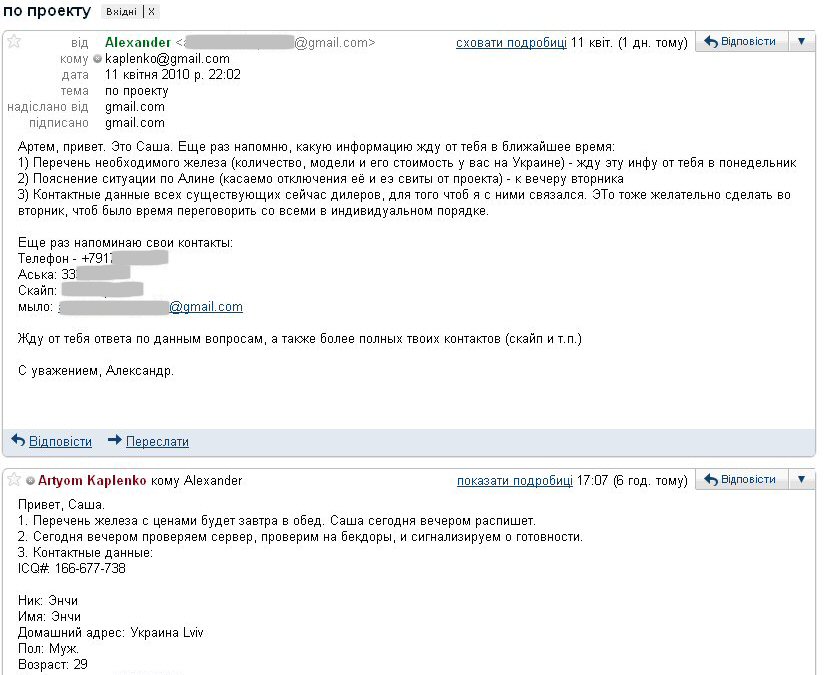 по проекту Вхідні X
від Alexander < @gmail.com> сховати подробиці 11 квіт. (1 дн. тому) Відповісти
кому kaplenko@gmail.com
дата 11 квітня 2010 р. 22:02
тема по проекту
надіслано від gmail.com
підписано gmail.com
Артем, привет. Это Саша. Еще раз напомню, какую информацию жду от тебя в ближайшее время:
1) Перечень необходимого железа (количество, модели и его стоимость у вас на Украине) - жду эту инфу от тебя в понедельник
2) Пояснение ситуации по Алине (касаемо отключения её и еэ свиты от проекта) - к вечеру вторника
3) Контактные данные всех существующих сейчас дилеров, для того чтоб я с ними связался. ЭТо тоже желательно сделать во
вторник, чтоб было время переговорить со всеми в индивидуальном порядке.
Еще раз напоминаю свои контакты:
Телефон - +7917
Аська: 33
Скайп:
мыло: @gmail.com
Жду от тебя ответа по данным вопросам, а также более полных твоих контактов (скайп и т.п.)
С уважением, Александр.
Відповісти Переслати
Artyom Kaplenko кому Alexander показати подробиці 17:07 (6 год. тому) Відповісти
Привет, Саша.
1. Перечень железа с ценами будет завтра в обед. Саша сегодня вечером распишет.
2. Сегодня вечером проверяем сервер, проверим на бекдоры, и сигнализируем о готовности.
3. Контактные данные:
ICQ#: 166-677-738
Ник: Энчи
Имя: Энчи
Домашний адрес: Украина Lviv
Пол: Муж.
Возраст: 29